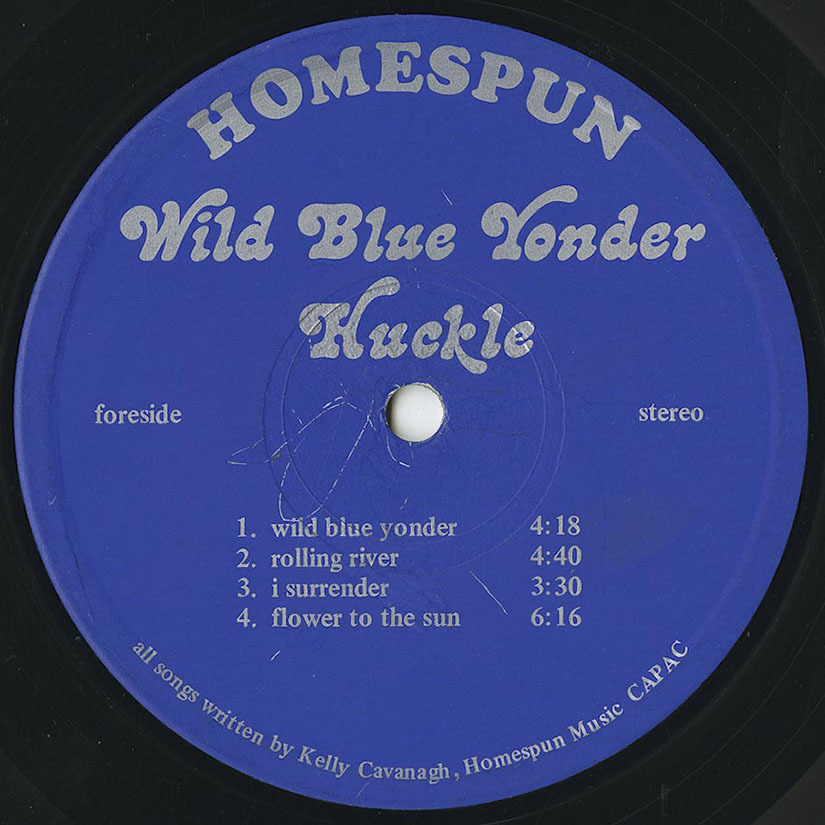 HOMESPUN
Wild Blue Yonder
Huckle
foreside
stereo
1. wild blue yonder 4:18
2. rolling river 4:40
3. i surrender 3:30
4. flower to the sun 6:16
all songs written by Kelly Cavanagh, Homespun Music CAPAC